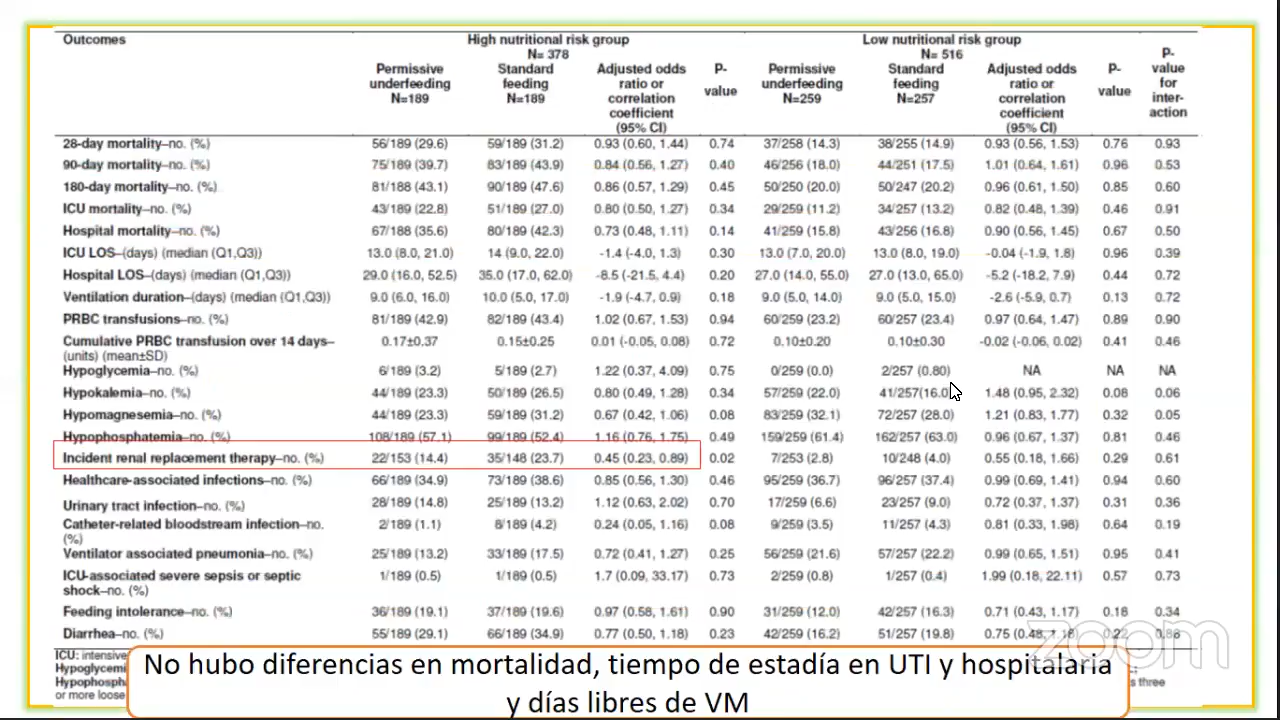 Outcomes High nutritional risk group Low nutritional risk group P-value for inter-action
N= 378 N= 516
Permissive underfeeding N=189 Standard feeding N=189 Adjusted odds ratio or correlation coefficient (95% CI) P-value Permissive underfeeding N=259 Standard feeding N=257 Adjusted odds ratio or correlation coefficient (95% CI) P-value
28-day mortality–no. (%) 56/189 (29.6) 59/189 (31.2) 0.93 (0.60, 1.44) 0.74 37/258 (14.3) 38/255 (14.9) 0.93 (0.56, 1.53) 0.76 0.93
90-day mortality–no. (%) 75/189 (39.7) 83/189 (43.9) 0.84 (0.56, 1.27) 0.40 46/256 (18.0) 44/251 (17.5) 1.01 (0.64, 1.61) 0.96 0.53
180-day mortality–no. (%) 81/188 (43.1) 90/189 (47.6) 0.86 (0.57, 1.29) 0.45 50/250 (20.0) 50/247 (20.2) 0.96 (0.61, 1.50) 0.85 0.60
ICU mortality–no. (%) 43/189 (22.8) 51/189 (27.0) 0.80 (0.50, 1.27) 0.34 29/259 (11.2) 34/257 (13.2) 0.82 (0.48, 1.39) 0.46 0.91
Hospital mortality–no. (%) 67/188 (35.6) 80/189 (42.3) 0.73 (0.48, 1.11) 0.14 41/259 (15.8) 43/256 (16.8) 0.90 (0.56, 1.45) 0.67 0.50
ICU LOS–(days) (median (Q1,Q3)) 13.0 (8.0, 21.0) 14 (9.0, 22.0) -1.4 (-4.0, 1.3) 0.30 13.0 (7.0, 20.0) 13.0 (8.0, 19.0) -0.04 (-1.9, 1.8) 0.96 0.39
Hospital LOS–(days) (median (Q1,Q3)) 29.0 (16.0, 52.5) 35.0 (17.0, 62.0) -8.5 (-21.5, 4.4) 0.20 27.0 (14.0, 55.0) 27.0 (13.0, 65.0) -5.2 (-18.2, 7.9) 0.44 0.72
Ventilation duration–(days) (median (Q1,Q3)) 9.0 (6.0, 16.0) 10.0 (5.0, 17.0) -1.9 (-4.7, 0.9) 0.18 9.0 (5.0, 14.0) 9.0 (5.0, 15.0) -2.6 (-5.9, 0.7) 0.13 0.72
PRBC transfusions–no. (%) 81/189 (42.9) 82/189 (43.4) 1.02 (0.67, 1.53) 0.94 60/259 (23.2) 60/257 (23.4) 0.97 (0.64, 1.47) 0.89 0.90
Cumulative PRBC transfusion over 14 days– 0.17±0.37 0.15±0.25 0.01 (-0.05, 0.08) 0.72 0.10±0.20 0.10±0.30 -0.02 (-0.06, 0.02) 0.41 0.46
(units) (mean±SD)
Hypoglycemia–no. (%) 6/189 (3.2) 5/189 (2.7) 1.22 (0.37, 4.09) 0.75 0/259 (0.0) 2/257 (0.80) NA NA NA
Hypokalemia–no. (%) 44/189 (23.3) 50/189 (26.5) 0.80 (0.49, 1.28) 0.34 57/259 (22.0) 41/257(16.0) 1.48 (0.95, 2.32) 0.08 0.06
Hypomagnesemia–no. (%) 44/189 (23.3) 59/189 (31.2) 0.67 (0.42, 1.06) 0.08 83/259 (32.1) 72/257 (28.0) 1.21 (0.83, 1.77) 0.32 0.05
Hypophosphatemia–no. (%) 108/189 (57.1) 99/189 (52.4) 1.16 (0.76, 1.75) 0.49 159/259 (61.4) 162/257 (63.0) 0.96 (0.67, 1.37) 0.81 0.46
Incident renal replacement therapy–no. (%) 22/153 (14.4) 35/148 (23.7) 0.45 (0.23, 0.89) 0.02 7/253 (2.8) 10/248 (4.0) 0.55 (0.18, 1.66) 0.29 0.61
Healthcare-associated infections–no. (%) 66/189 (34.9) 73/189 (38.6) 0.85 (0.56, 1.30) 0.46 95/259 (36.7) 96/257 (37.4) 0.99 (0.69, 1.41) 0.94 0.60
Urinary tract infection–no. (%) 28/189 (14.8) 25/189 (13.2) 1.12 (0.63, 2.02) 0.70 17/259 (6.6) 23/257 (9.0) 0.72 (0.37, 1.37) 0.31 0.36
Catheter-related bloodstream infection–no. 2/189 (1.1) 8/189 (4.2) 0.24 (0.05, 1.16) 0.08 9/259 (3.5) 11/257 (4.3) 0.81 (0.33, 1.98) 0.64 0.19
(%)
Ventilator associated pneumonia–no. (%) 25/189 (13.2) 33/189 (17.5) 0.72 (0.41, 1.27) 0.25 56/259 (21.6) 57/257 (22.2) 0.99 (0.65, 1.51) 0.95 0.41
ICU-associated severe sepsis or septic 1/189 (0.5) 1/189 (0.5) 1.7 (0.09, 33.17) 0.73 2/259 (0.8) 1/257 (0.4) 1.99 (0.18, 22.11) 0.57 0.73
shock–no. (%)
Feeding intolerance–no. (%) 36/189 (19.1) 37/189 (19.6) 0.97 (0.58, 1.61) 0.90 31/259 (12.0) 42/257 (16.3) 0.71 (0.43, 1.17) 0.18 0.34
Diarrhea–no. (%) 55/189 (29.1) 66/189 (34.9) 0.77 (0.50, 1.18) 0.23 42/259 (16.2) 51/257 (19.8) 0.75 (0.48,
zoom
ICU:
or more loose
s three
No hubo diferencias en mortalidad, tiempo de estadía en UTI y hospitalaria
y días libres de VM